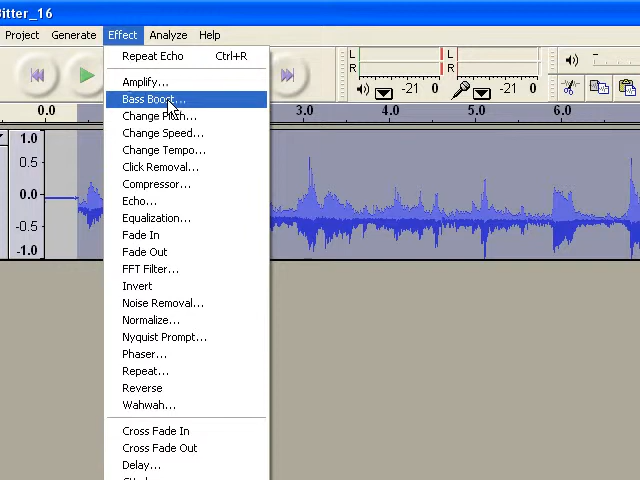 Bitter_16
Project Generate Effect Analyze Help
Repeat Echo Ctrl+R
Amplify...
Bass Boost...
Change Pitch...
Change Speed...
Change Tempo...
Click Removal...
Compressor...
Echo...
Equalization...
Fade In
Fade Out
FFT Filter...
Invert
Noise Removal...
Normalize...
Nyquist Prompt...
Phaser...
Repeat...
Reverse
Wahwah...
Cross Fade In
Cross Fade Out
Delay...
L
R
-21 0
L
R
-21 0
0.0 3.0 4.0 5.0 6.0
1.0
0.5
0.0
-0.5
-1.0